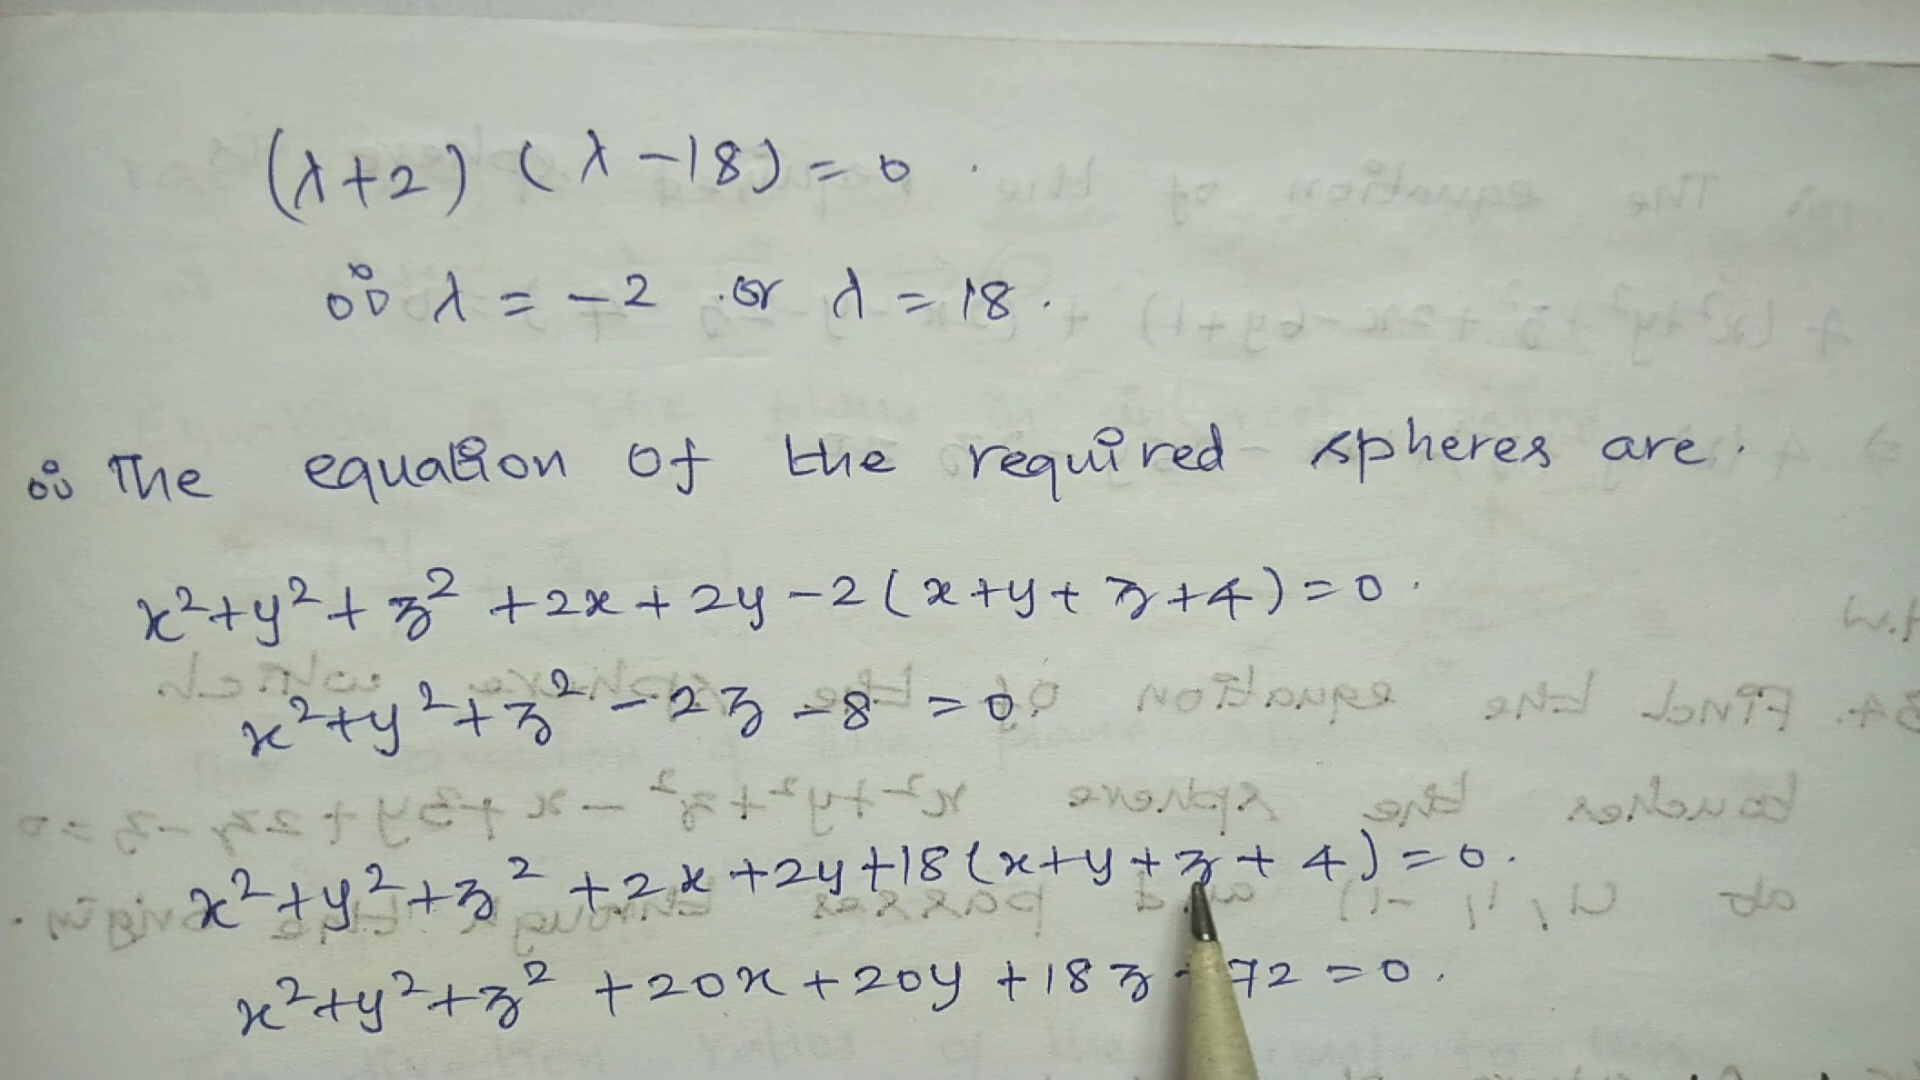 (λ+2) (λ-18) = 0.
∴ λ = -2 or λ = 18.
∴ The equation of the required spheres are.
x²+y²+z² +2x+2y-2(x+y+z+4)=0.
x²+y²+z²-2z-8=0.
x²+y²+z²+2x+2y+18(x+y+z+4)=0.
x²+y²+z²+20x+20y+18z 72=0.